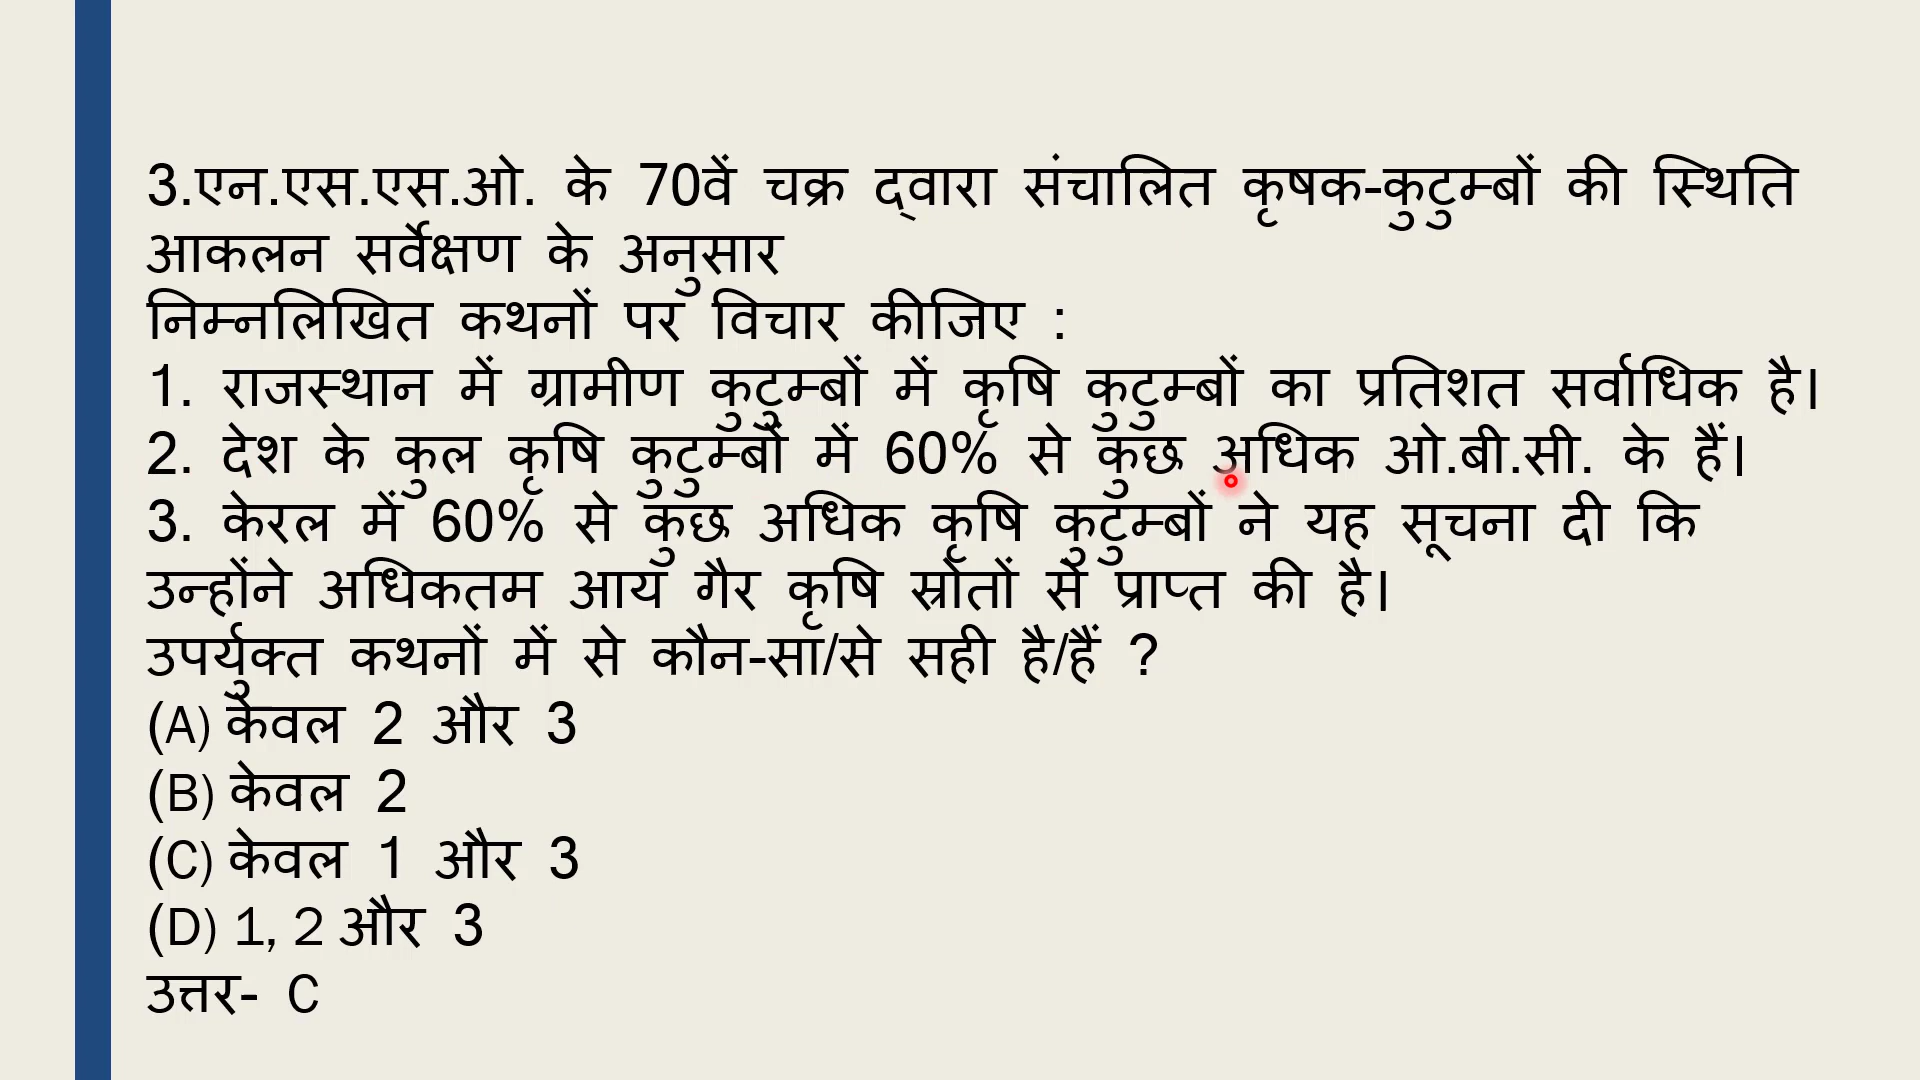 3.एन.एस.एस.ओ. के 70वें चक्र द्वारा संचालित कृषक-कुटुम्बों की स्थिति
आकलन सर्वेक्षण के अनुसार
निम्नलिखित कथनों पर विचार कीजिए :
1. राजस्थान में ग्रामीण कुटुम्बों में कृषि कुटुम्बों का प्रतिशत सर्वाधिक है।
2. देश के कुल कृषि कुटुम्बों में 60% से कुछ अधिक ओ.बी.सी. के हैं।
3. केरल में 60% से कुछ अधिक कृषि कुटुम्बों ने यह सूचना दी कि
उन्होंने अधिकतम आय गैर कृषि स्रोतों से प्राप्त की है।
उपर्युक्त कथनों में से कौन-सा/से सही है/हैं ?
(A) केवल 2 और 3
(B) केवल 2
(C) केवल 1 और 3
(D) 1, 2 और 3
उत्तर- C